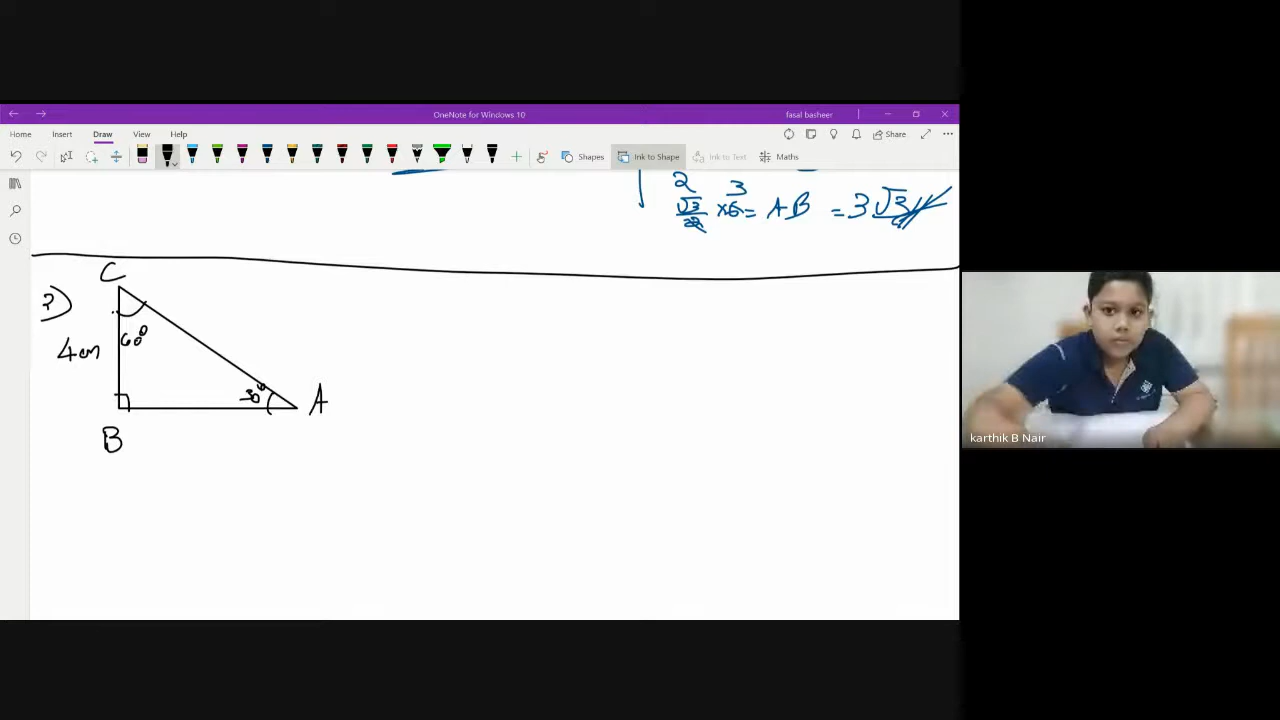 OneNote for Windows 10
fasal basheer
Home Insert Draw View Help
Share
Shapes Ink to Shape Ink to Text Maths
2 3
√3/2 ×6 = AB = 3√3
C
?)
60°
4cm
30° A
B
karthik B Nair